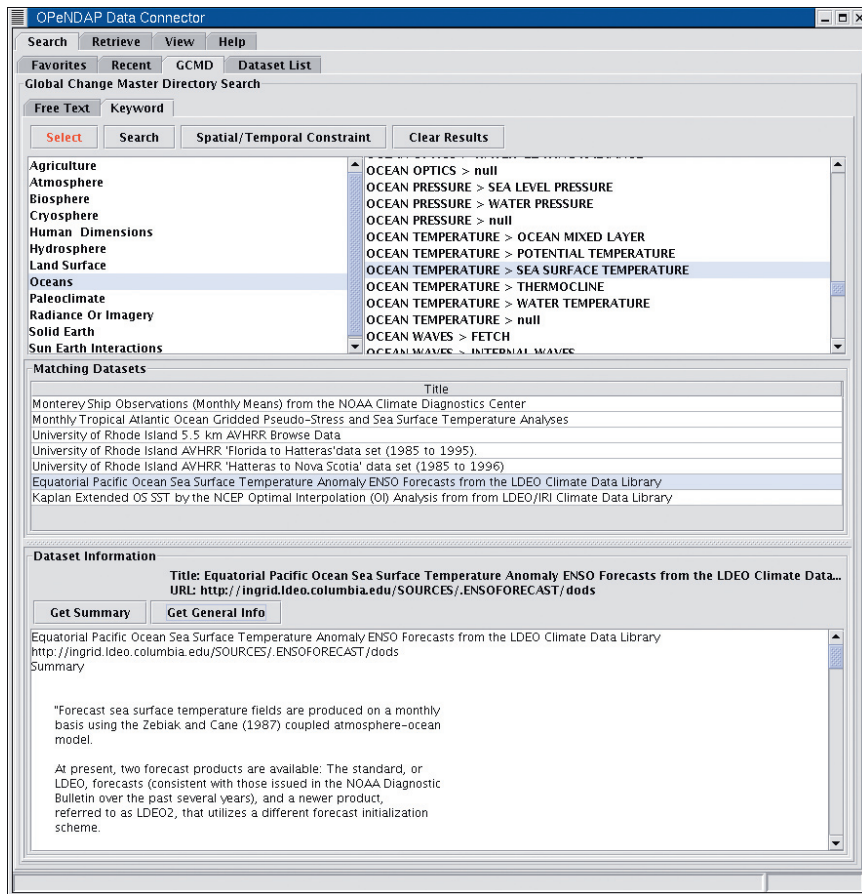 OPeNDAP Data Connector
Search Retrieve View Help
Favorites Recent GCMD Dataset List
Global Change Master Directory Search
Free Text Keyword
Select Search Spatial/Temporal Constraint Clear Results
Agriculture
Atmosphere
Biosphere
Cryosphere
Human Dimensions
Hydrosphere
Land Surface
Oceans
Paleoclimate
Radiance Or Imagery
Solid Earth
Sun Earth Interactions
OCEAN OPTICS > null
OCEAN PRESSURE > SEA LEVEL PRESSURE
OCEAN PRESSURE > WATER PRESSURE
OCEAN PRESSURE > null
OCEAN TEMPERATURE > OCEAN MIXED LAYER
OCEAN TEMPERATURE > POTENTIAL TEMPERATURE
OCEAN TEMPERATURE > SEA SURFACE TEMPERATURE
OCEAN TEMPERATURE > THERMOCLINE
OCEAN TEMPERATURE > WATER TEMPERATURE
OCEAN TEMPERATURE > null
OCEAN WAVES > FETCH
OCEAN WAVES > INTERNAL WAVES
Matching Datasets
Title
Monterey Ship Observations (Monthly Means) from the NOAA Climate Diagnostics Center
Monthly Tropical Atlantic Ocean Gridded Pseudo-Stress and Sea Surface Temperature Analyses
University of Rhode Island 5.5 km AVHRR Browse Data
University of Rhode Island AVHRR 'Florida to Hatteras'data set (1985 to 1995).
University of Rhode Island AVHRR 'Hatteras to Nova Scotia' data set (1985 to 1996)
Equatorial Pacific Ocean Sea Surface Temperature Anomaly ENSO Forecasts from the LDEO Climate Data Library
Kaplan Extended OS SST by the NCEP Optimal Interpolation (OI) Analysis from from LDEO/IRI Climate Data Library
Dataset Information
Title: Equatorial Pacific Ocean Sea Surface Temperature Anomaly ENSO Forecasts from the LDEO Climate Data...
URL: http://ingrid.ldeo.columbia.edu/SOURCES/.ENSOFORECAST/dods
Get Summary Get General Info
Equatorial Pacific Ocean Sea Surface Temperature Anomaly ENSO Forecasts from the LDEO Climate Data Library
http://ingrid.ldeo.columbia.edu/SOURCES/.ENSOFORECAST/dods
Summary
"Forecast sea surface temperature fields are produced on a monthly
basis using the Zebiak and Cane (1987) coupled atmosphere-ocean
model.
At present, two forecast products are available: The standard, or
LDEO, forecasts (consistent with those issued in the NOAA Diagnostic
Bulletin over the past several years), and a newer product,
referred to as LDEO2, that utilizes a different forecast initialization
scheme.